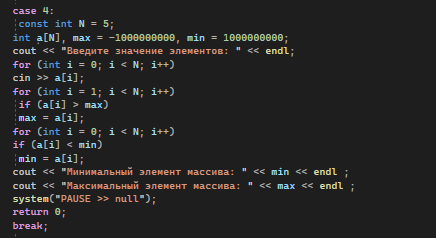 case 4:
const int N = 5;
int a[N], max = -1000000000, min = 1000000000;
cout << "Введите значение элементов: " << endl;
for (int i = 0; i < N; i++)
cin >> a[i];
for (int i = 1; i < N; i++)
if (a[i] > max)
max = a[i];
for (int i = 0; i < N; i++)
if (a[i] < min)
min = a[i];
cout << "Минимальный элемент массива: " << min << endl ;
cout << "Максимальный элемент массива: " << max << endl ;
system("PAUSE >> null");
return 0;
break;